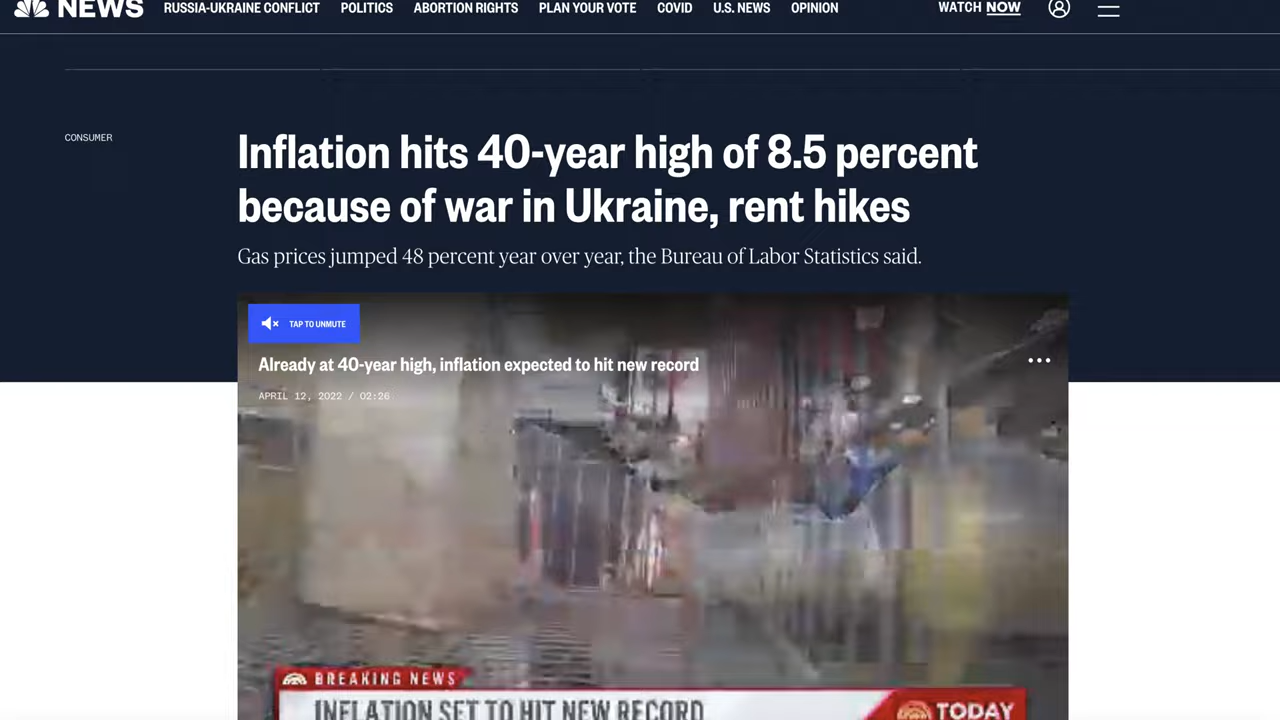 NEWS RUSSIA-UKRAINE CONFLICT POLITICS ABORTION RIGHTS PLAN YOUR VOTE COVID U.S. NEWS OPINION WATCH NOW
CONSUMER
Inflation hits 40-year high of 8.5 percent
because of war in Ukraine, rent hikes
Gas prices jumped 48 percent year over year, the Bureau of Labor Statistics said.
TAP TO UNMUTE
Already at 40-year high, inflation expected to hit new record
APRIL 12, 2022 / 02:26
BREAKING NEWS
INFLATION SET TO HIT NEW RECORD
TODAY